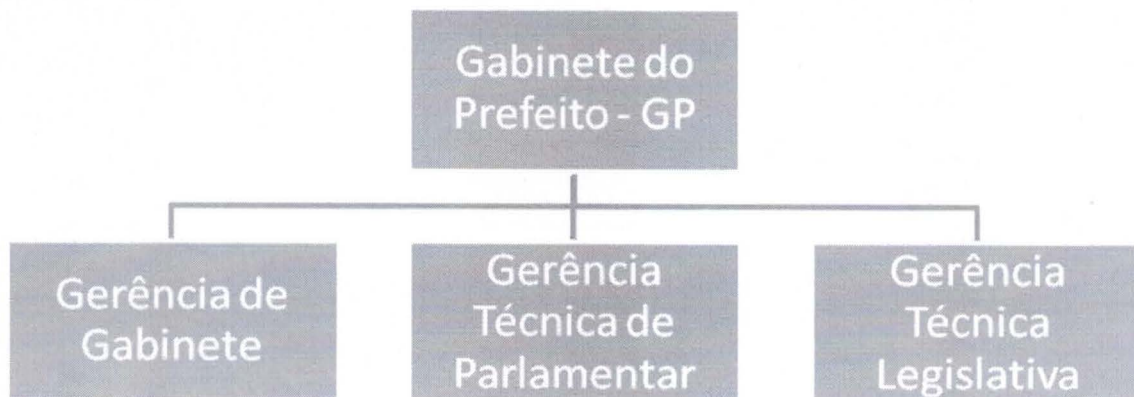 Gabinete do
Prefeito - GP
Gerência de
Gabinete
Gerência
Técnica de
Parlamentar
Gerência
Técnica
Legislativa